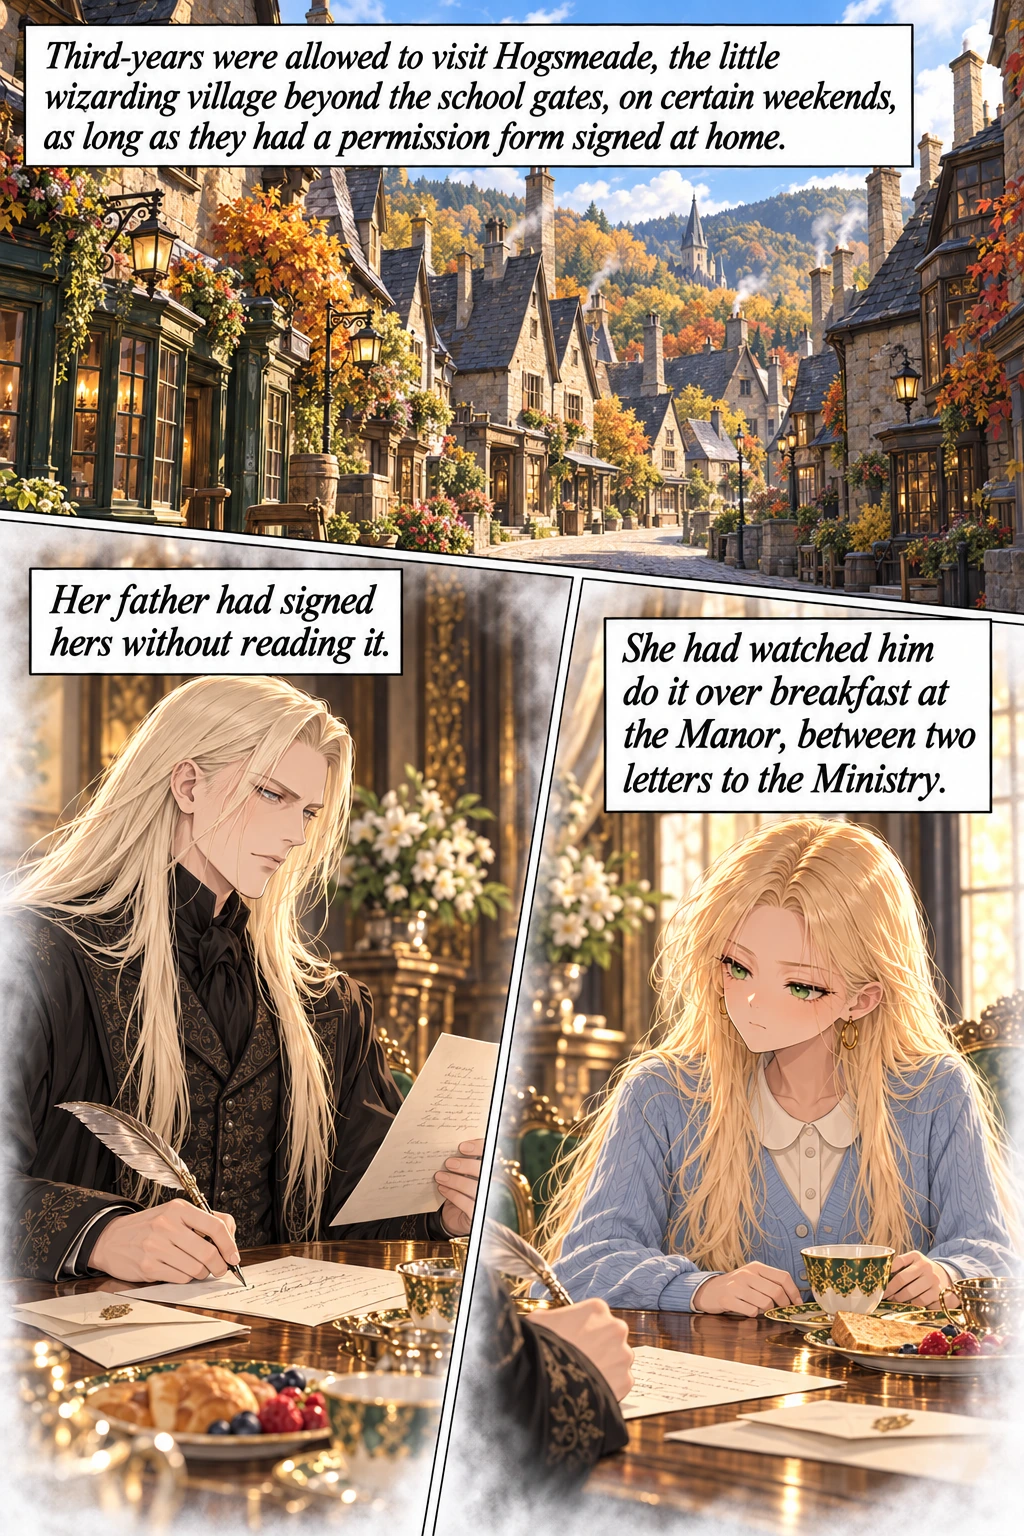 Third-years were allowed to visit Hogsmeade, the little
wizarding village beyond the school gates, on certain weekends,
as long as they had a permission form signed at home.
Her father had signed
hers without reading it.
She had watched him
do it over breakfast at
the Manor, between two
letters to the Ministry.